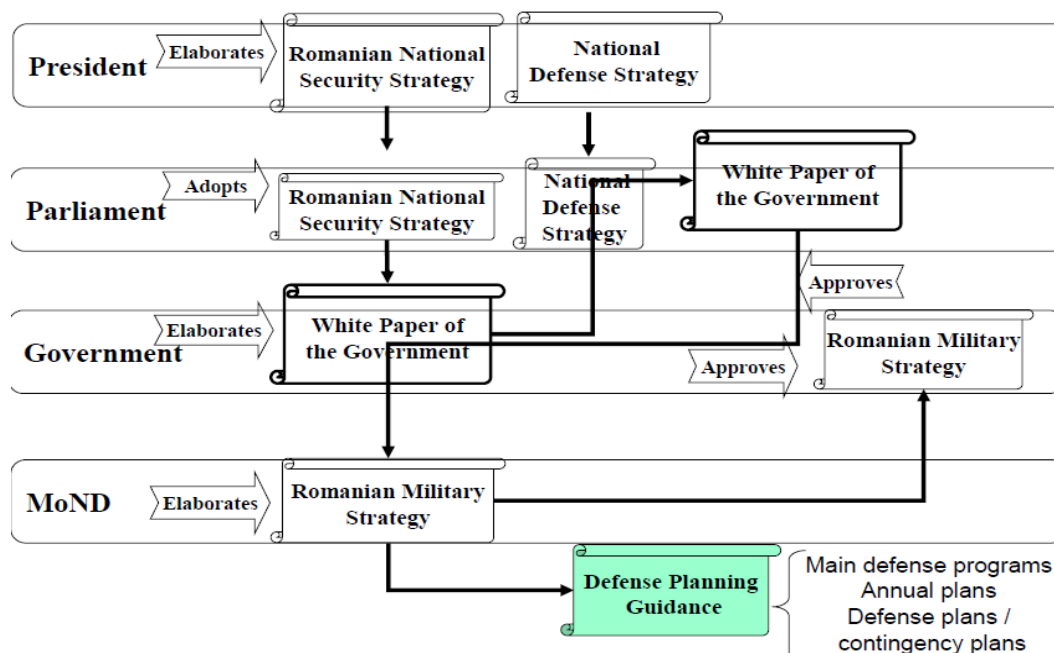 President
Elaborates
Romanian National
Security Strategy
National
Defense Strategy
Parliament
Adopts
Romanian National
Security Strategy
National
Defense
Strategy
White Paper of
the Government
Approves
Government
Elaborates
White Paper of
the Government
Approves
Romanian Military
Strategy
MoND
Elaborates
Romanian Military
Strategy
Defense Planning
Guidance
Main defense programs
Annual plans
Defense plans /
contingency plans